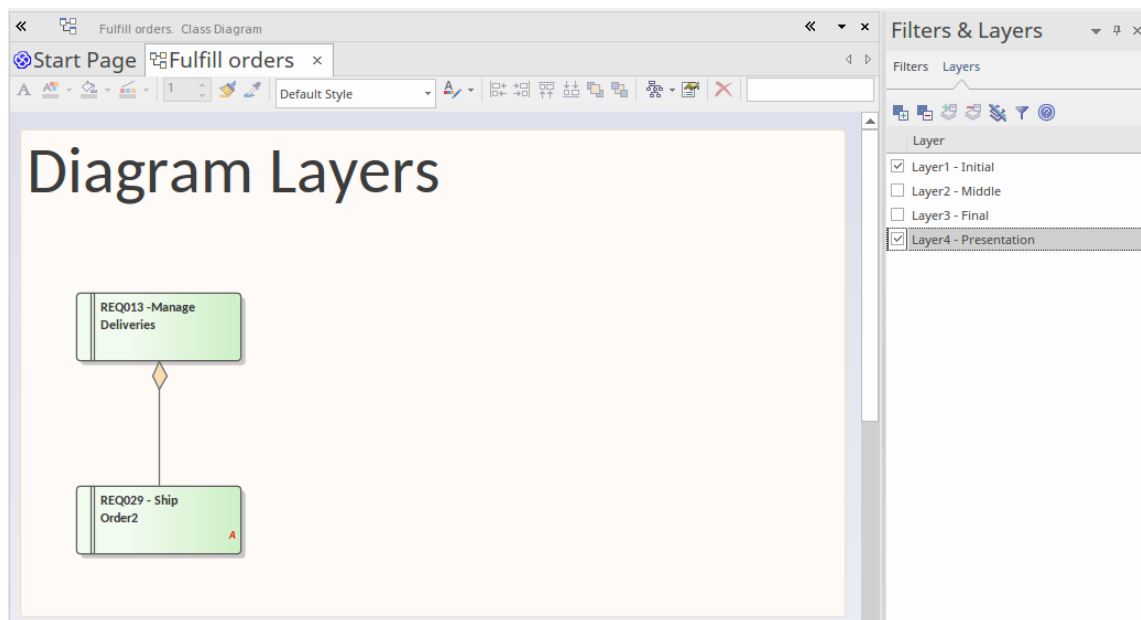 Fulfill orders. Class Diagram
Start Page
Fulfill orders
1
Default Style
Diagram Layers
REQ013 -Manage
Deliveries
REQ029 - Ship
Order2
A
Filters & Layers
Filters Layers
Layer
Layer1 - Initial
Layer2 - Middle
Layer3 - Final
Layer4 - Presentation